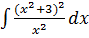 ∫ (x²+3)²/x² dx